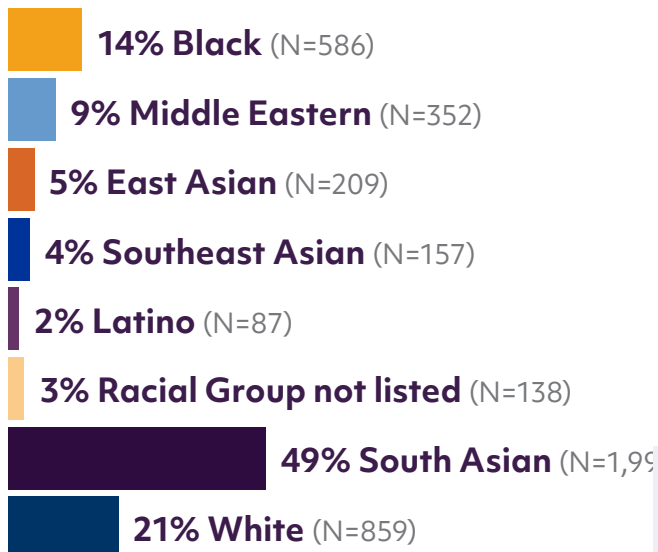 14% Black (N=586)
9% Middle Eastern (N=352)
5% East Asian (N=209)
4% Southeast Asian (N=157)
2% Latino (N=87)
3% Racial Group not listed (N=138)
49% South Asian (N=1,99
21% White (N=859)